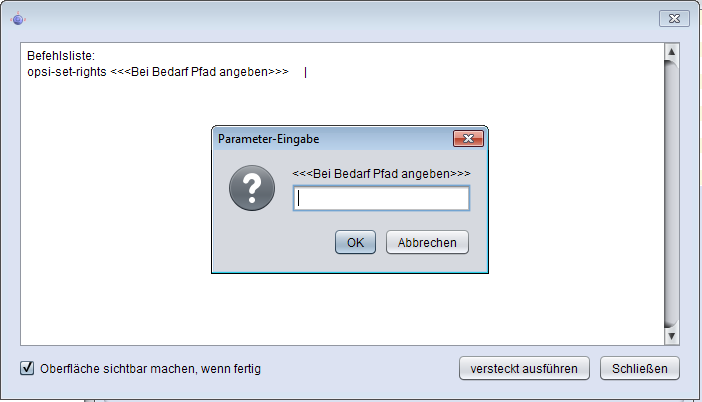 Befehlsliste:
opsi-set-rights <<<Bei Bedarf Pfad angeben>>>
Parameter-Eingabe
<<<Bei Bedarf Pfad angeben>>>
OK
Abbrechen
Oberfläche sichtbar machen, wenn fertig
versteckt ausführen
Schließen